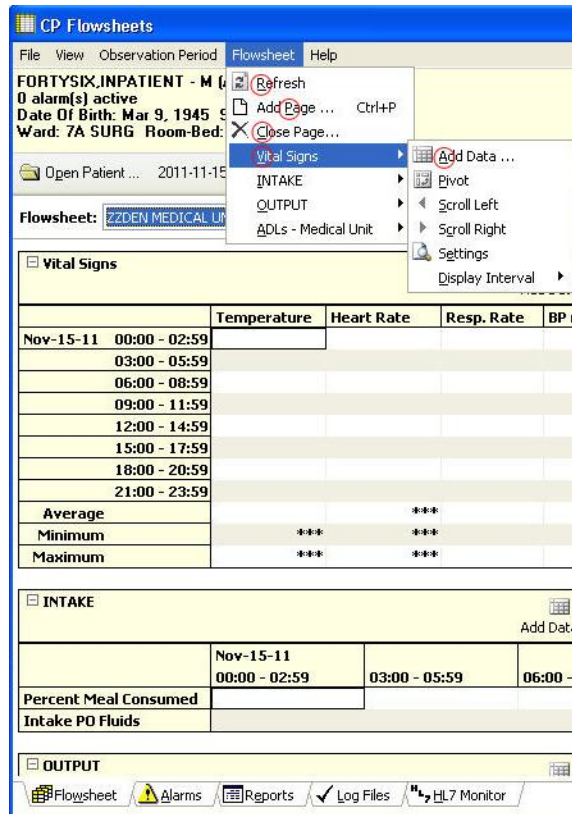 CP Flowsheets
File View Observation Period Flowsheet Help
FORTYSIX,INPATIENT - M
0 alarm(s) active
Date Of Birth: Mar 9, 1945
Ward: 7A SURG Room-Bed:
Refresh
Add Page ... Ctrl+P
Close Page...
Vital Signs
INTAKE
OUTPUT
ADLs - Medical Unit
Add Data ...
Pivot
Scroll Left
Scroll Right
Settings
Display Interval
Open Patient ... 2011-11-15
Flowsheet: ZZDEN MEDICAL
Vital Signs
Temperature Heart Rate Resp. Rate BP
Nov-15-11 00:00 - 02:59
03:00 - 05:59
06:00 - 08:59
09:00 - 11:59
12:00 - 14:59
15:00 - 17:59
18:00 - 20:59
21:00 - 23:59
Average ***
Minimum *** ***
Maximum *** ***
INTAKE
Add Data
Nov-15-11
00:00 - 02:59 03:00 - 05:59 06:00 -
Percent Meal Consumed
Intake PO Fluids
OUTPUT
Flowsheet Alarms Reports Log Files HL7 HL7 Monitor